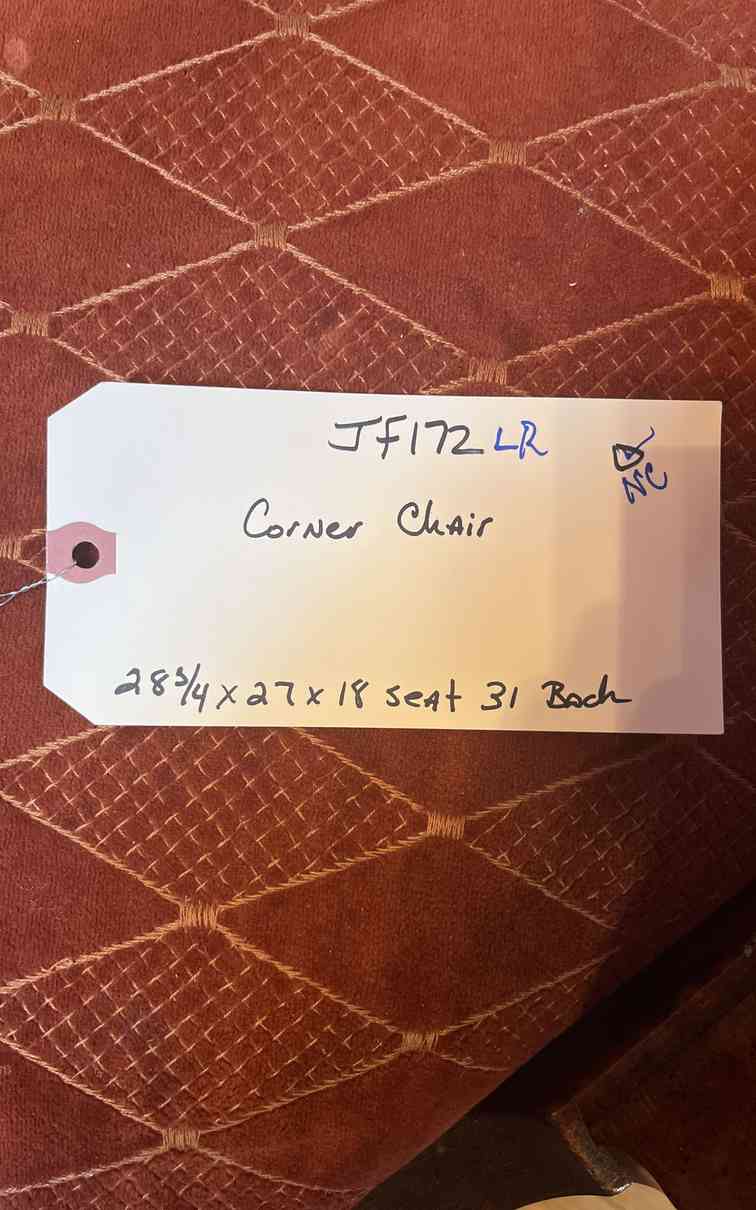 JF172 LR
NC
Corner Chair
28 3/4 x 27 x 18 seat 31 Back